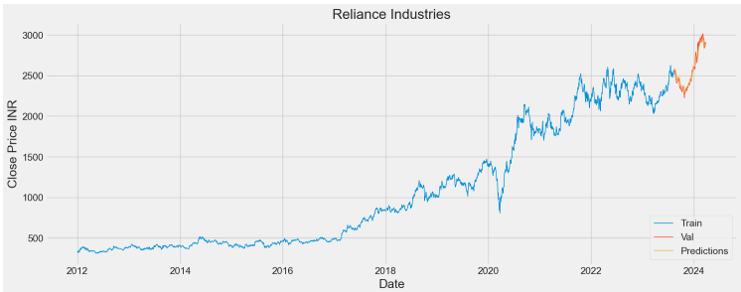 Reliance Industries
Close Price INR
3000
2500
2000
1500
1000
500
2012
2014
2016
2018
2020
2022
2024
Date
Train
Val
Predictions